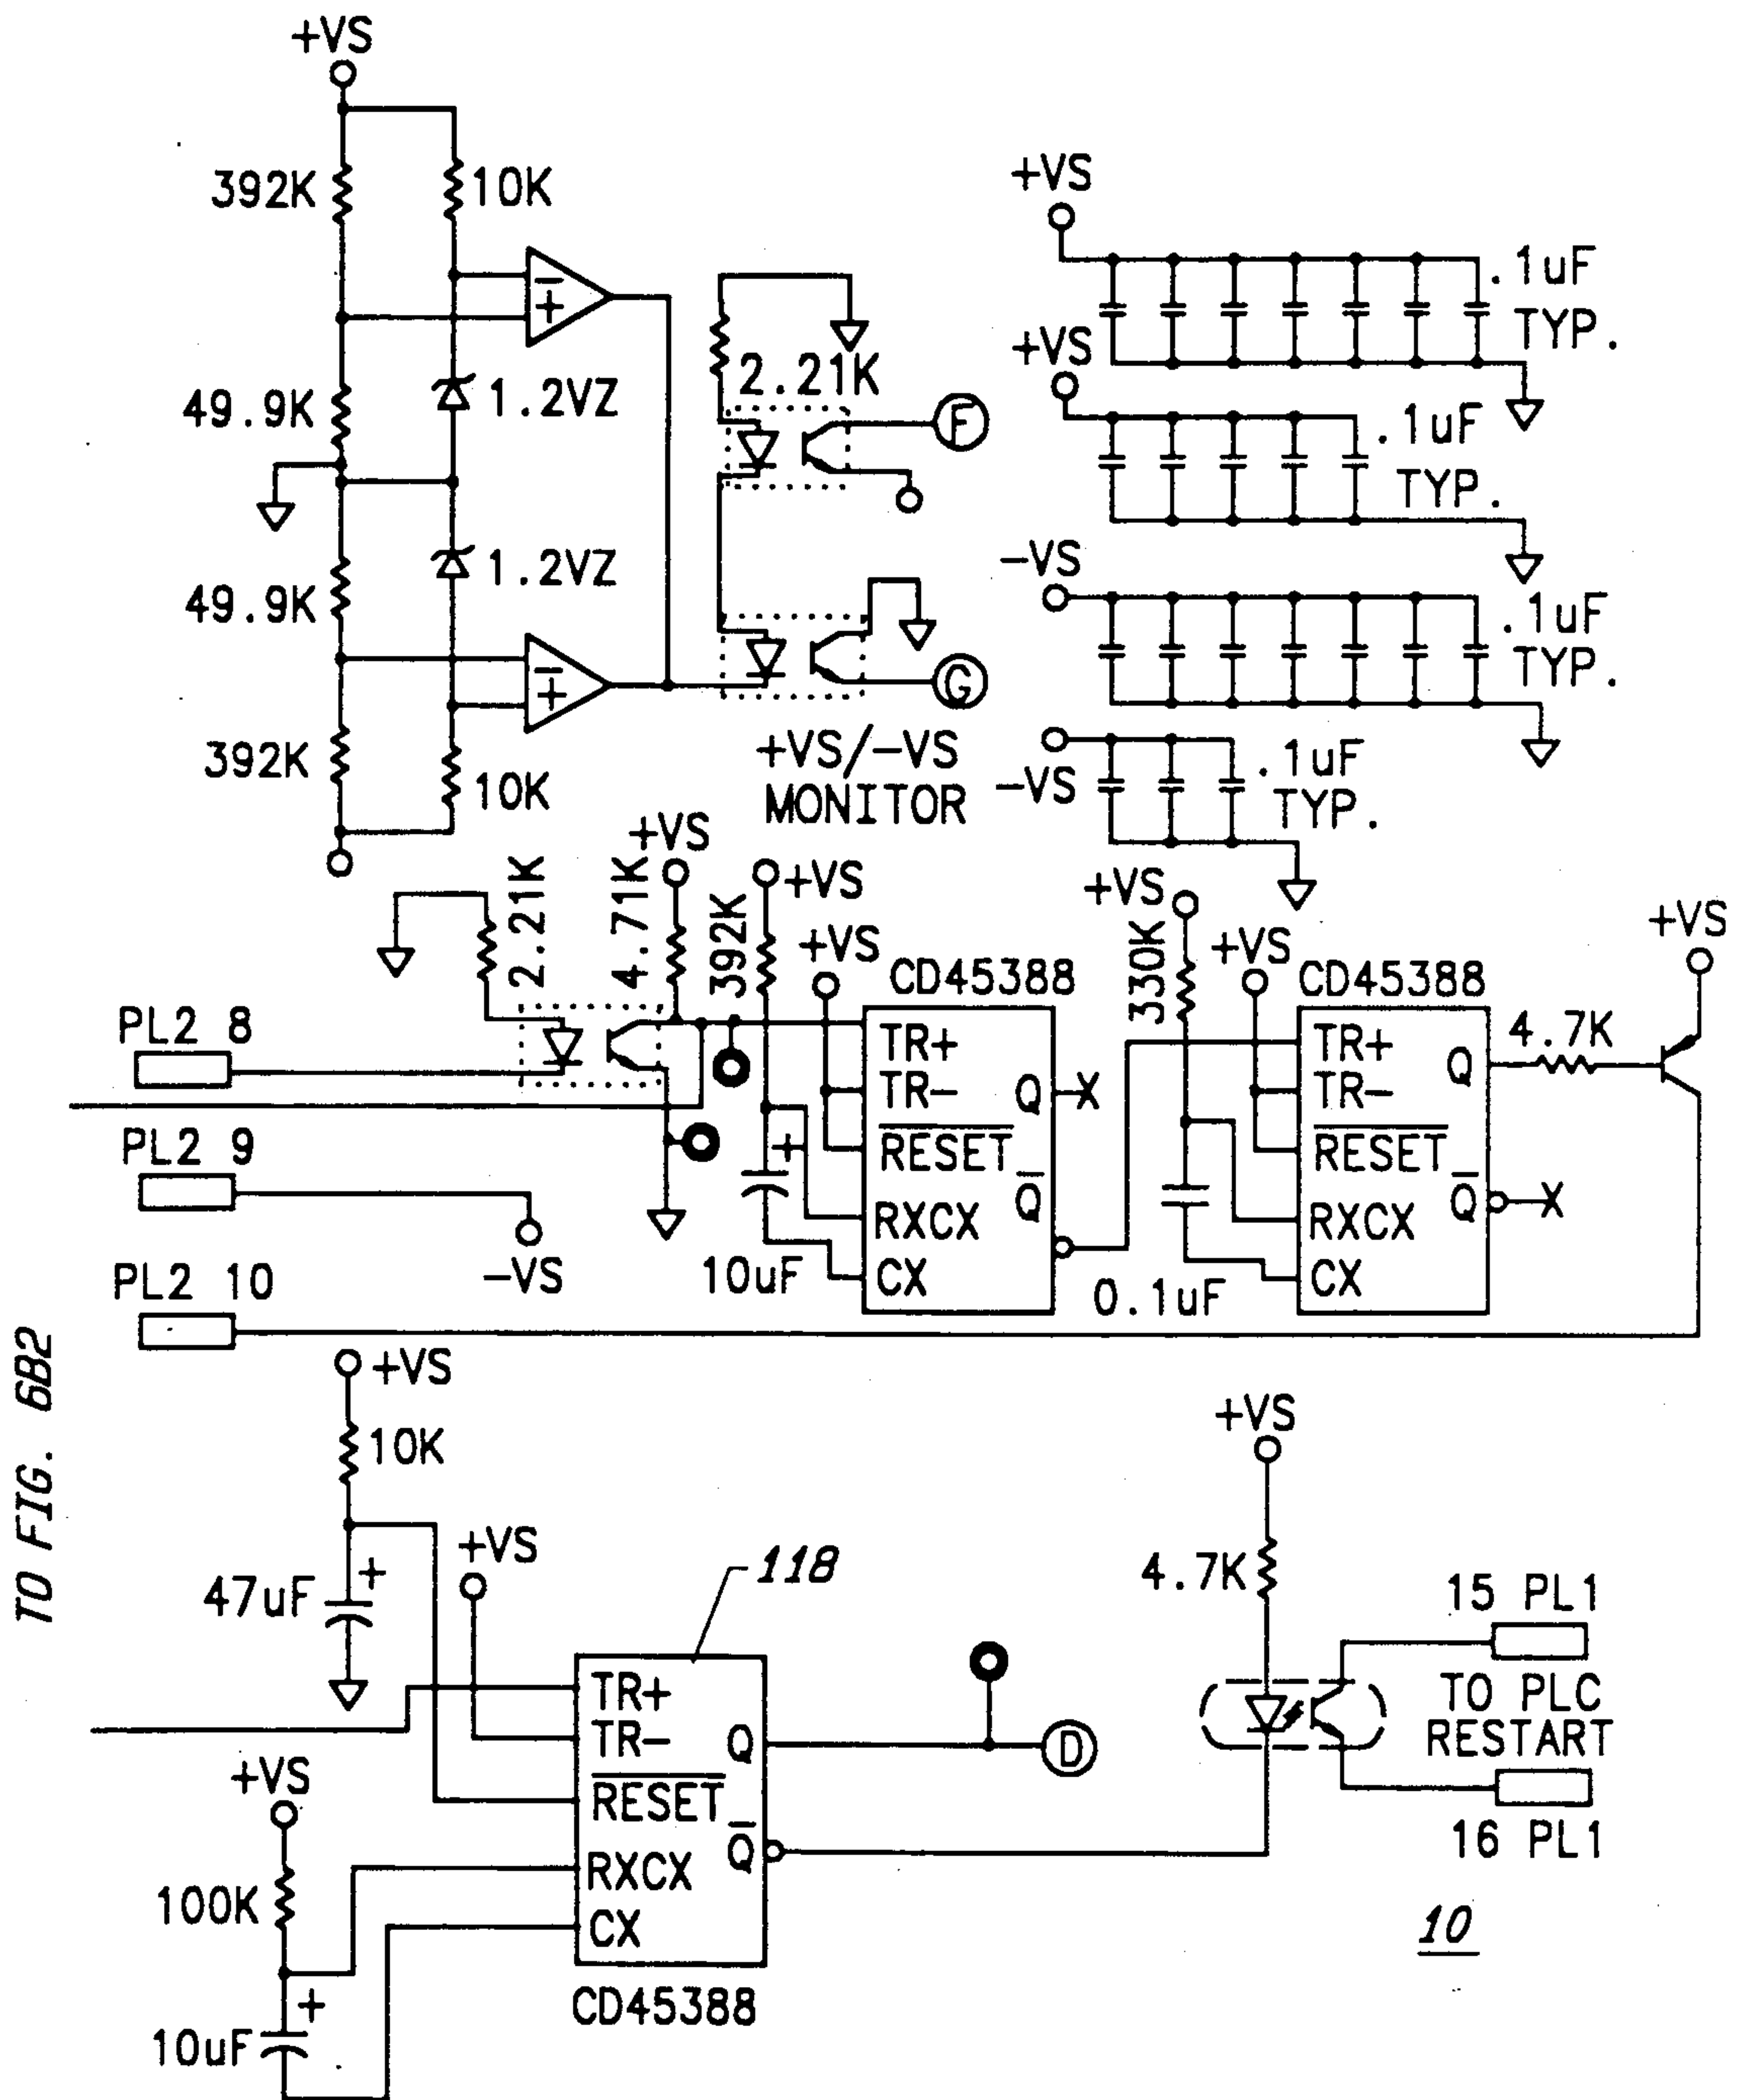 +VS
392K
10K
+VS
.1uF
TYP.
2.21K
+VS
49.9K
1.2VZ
F
.1uF
TYP.
1.2VZ
-VS
49.9K
.1uF
TYP.
G
+VS/-VS
MONITOR
392K
10K
-VS
.1uF
TYP.
2.21K
4.71K
+VS
392K
+VS
+VS
CD45388
330K
+VS
+VS
CD45388
+VS
PL2 8
TR+
TR-
RESET
RXCX
CX
Q
X
Q
TR+
TR-
RESET
RXCX
CX
Q
Q
X
4.7K
PL2 9
-VS
+
10uF
0.1uF
PL2 10
TO FIG. 6B2
+VS
10K
+VS
47uF
+
118
+VS
4.7K
15 PL1
TO PLC
RESTART
16 PL1
TR+
TR-
RESET
RXCX
CX
Q
Q
D
+VS
100K
+
10uF
CD45388
10